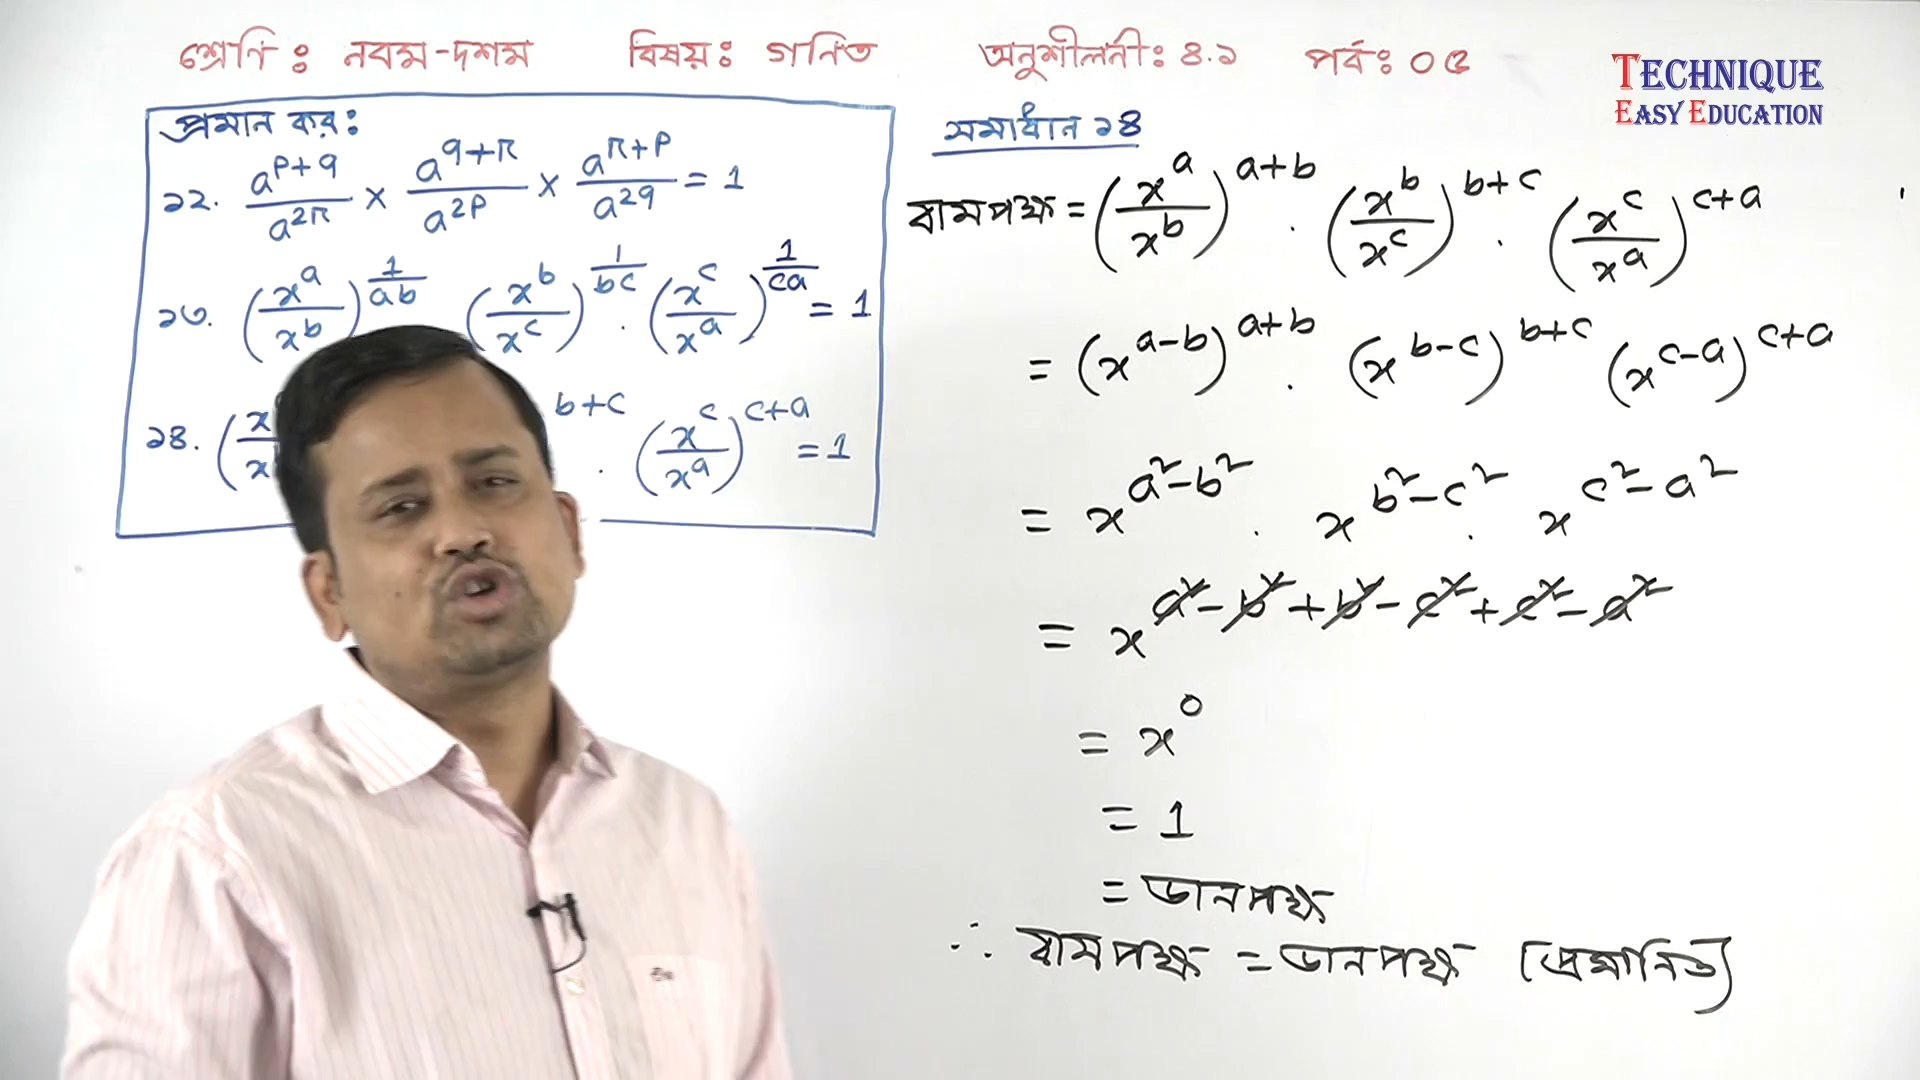 শ্রেণি : নবম-দশম বিষয়ঃ গনিত অনুশীলনীঃ ৪.১ পর্বঃ ০৫
TECHNIQUE
EASY EDUCATION
প্রমান করঃ
১২. a^(p+q)/a^(2r) × a^(q+r)/a^(2p) × a^(r+p)/a^(2q) = 1
১৩. (x^a/x^b)^(1/ab) (x^b/x^c)^(1/bc) . (x^c/x^a)^(1/ca) = 1
১৪. (x/x b+c . (x^c/x^a)^(c+a) = 1
সমাধান ১৪
বামপক্ষ = (x^a/x^b)^(a+b) . (x^b/x^c)^(b+c) . (x^c/x^a)^(c+a)
= (x^(a-b))^(a+b) . (x^(b-c))^(b+c) (x^(c-a))^(c+a)
= x^(a²-b²) . x^(b²-c²) . x^(c²-a²)
= x^(a²-b²+b²-c²+c²-a²)
= x^0
= 1
= ডানপক্ষ
∴ বামপক্ষ = ডানপক্ষ [প্রমানিত]